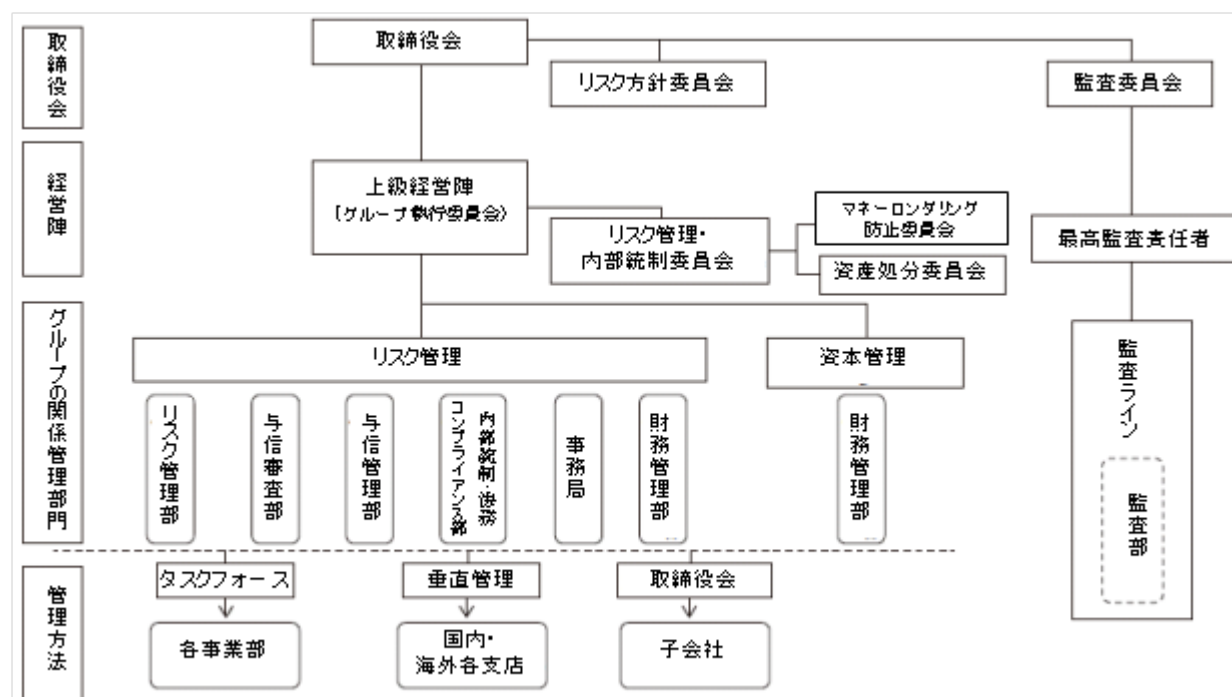 取締役会
取締役会
リスク方針委員会
監査委員会
経営陣
上級経営陣
(グループ執行委員会)
リスク管理・
内部統制委員会
マネーロンダリング
防止委員会
資産処分委員会
最高監査責任者
グループの関係管理部門
リスク管理
資本管理
リスク管理部
与信審査部
与信管理部
内部統制・法務
コンプライアンス部
事務局
財務管理部
財務管理部
監査ライン
監査部
管理方法
タスクフォース
垂直管理
取締役会
各事業部
国内・
海外各支店
子会社